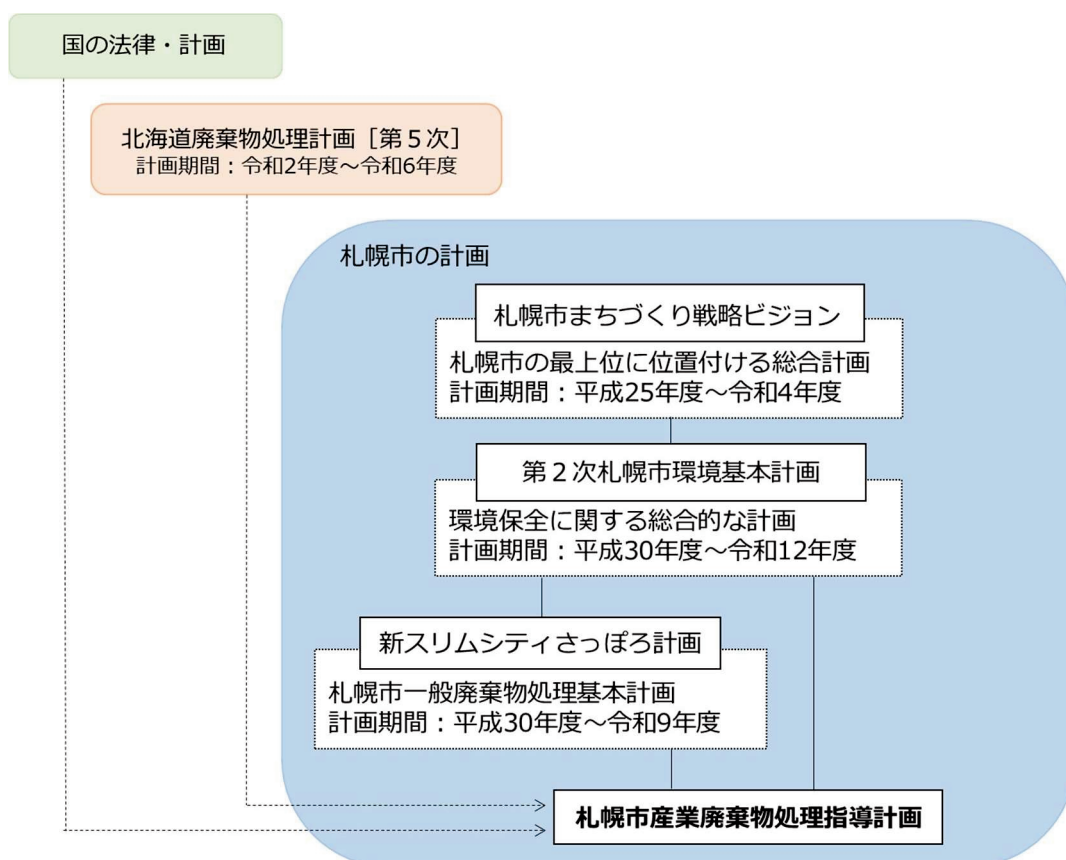 国の法律・計画
北海道廃棄物処理計画［第５次］
計画期間：令和2年度～令和6年度
札幌市の計画
札幌市まちづくり戦略ビジョン
札幌市の最上位に位置付ける総合計画
計画期間：平成25年度～令和4年度
第２次札幌市環境基本計画
環境保全に関する総合的な計画
計画期間：平成30年度～令和12年度
新スリムシティさっぽろ計画
札幌市一般廃棄物処理基本計画
計画期間：平成30年度～令和9年度
札幌市産業廃棄物処理指導計画